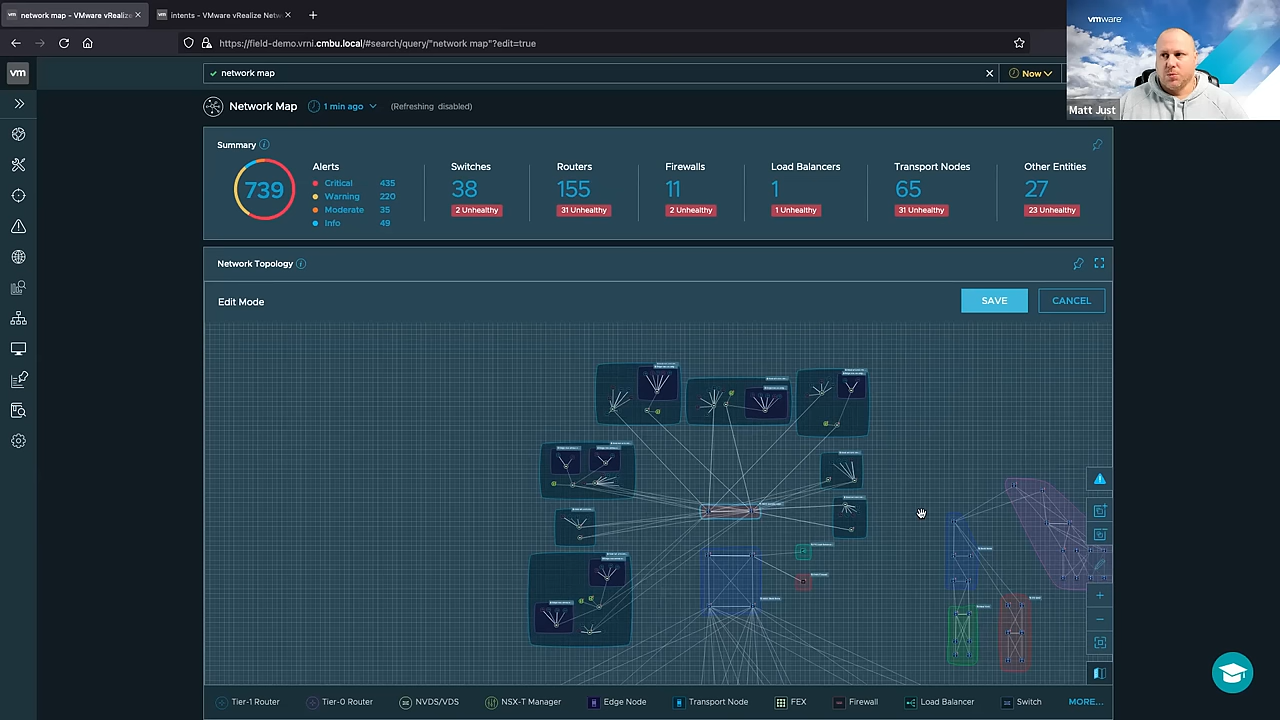 network map - VMware vRealize
intents - VMware vRealize Netw
https://field-demo.vrni.cmbu.local/#search/query/"network map"?edit=true
vmware
Matt Just
vm
network map
Now
Network Map
1 min ago
(Refreshing disabled)
Summary
739
Alerts
Critical 435
Warning 220
Moderate 35
Info 49
Switches
38
2 Unhealthy
Routers
155
31 Unhealthy
Firewalls
11
2 Unhealthy
Load Balancers
1
1 Unhealthy
Transport Nodes
65
31 Unhealthy
Other Entities
27
23 Unhealthy
Network Topology
Edit Mode
SAVE
CANCEL
Tier-1 Router
Tier-0 Router
NVDS/VDS
NSX-T Manager
Edge Node
Transport Node
FEX
Firewall
Load Balancer
Switch
MORE...